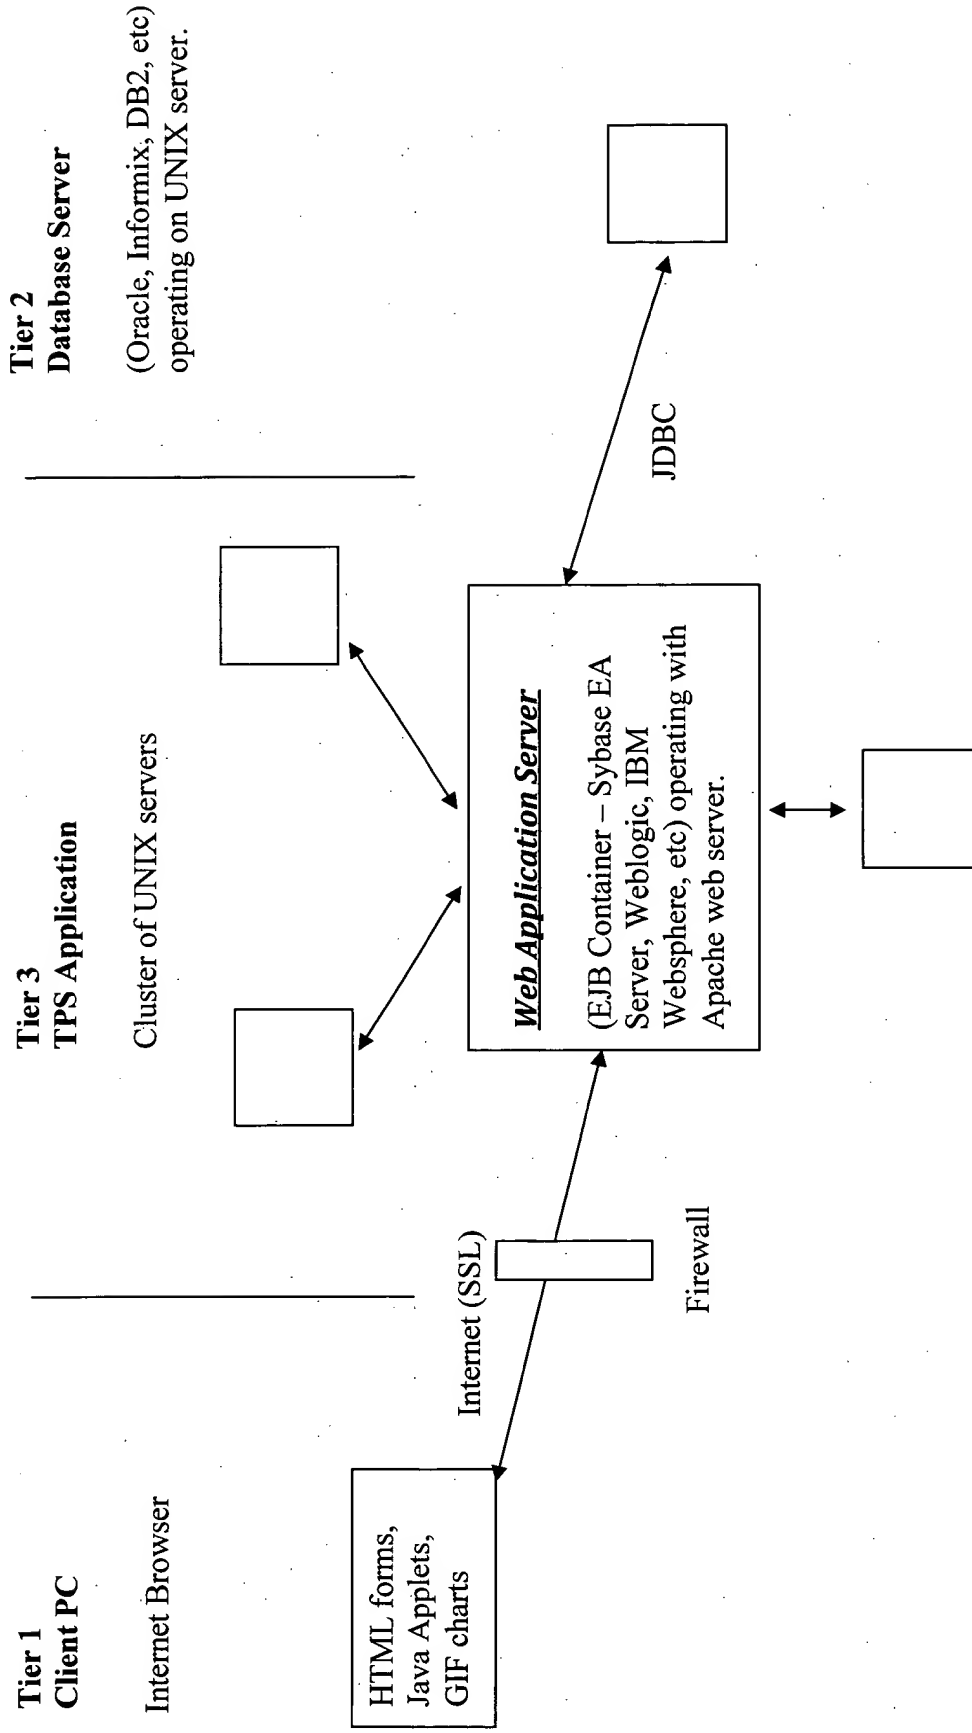 Tier 1
Client PC
Internet Browser
HTML forms,
Java Applets,
GIF charts
Internet (SSL)
Firewall
Tier 3
TPS Application
Cluster of UNIX servers
Web Application Server
(EJB Container – Sybase EA
Server, Weblogic, IBM
Websphere, etc) operating with
Apache web server.
JDBC
Tier 2
Database Server
(Oracle, Informix, DB2, etc)
operating on UNIX server.